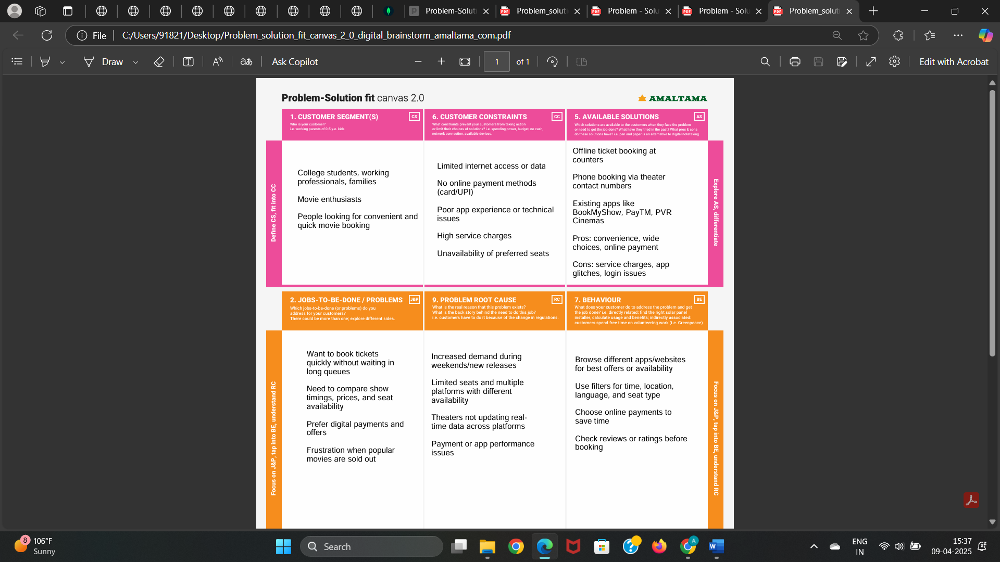 Problem-Soluti
Problem_soluti
Problem - Solu
Problem - Solu
Problem_soluti
File
C:/Users/91821/Desktop/Problem_solution_fit_canvas_2_0_digital_brainstorm_amaltama_com.pdf
Draw
Ask Copilot
1
of 1
Edit with Acrobat
Problem-Solution fit canvas 2.0
AMALTAMA
1. CUSTOMER SEGMENT(S)
CS
Who is your customer?
i.e. working parents of 0-5 y.o. kids
6. CUSTOMER CONSTRAINTS
CC
What constraints prevent your customers from taking action
or limit their choices of solutions? i.e. spending power, budget, no cash,
network connection, available devices.
5. AVAILABLE SOLUTIONS
AS
Which solutions are available to the customers when they face the problem
or need to get the job done? What have they tried in the past? What pros & cons
do these solutions have? i.e. pen and paper is an alternative to digital notetaking
Define CS, fit into CC
College students, working
professionals, families
Movie enthusiasts
People looking for convenient and
quick movie booking
Limited internet access or data
No online payment methods
(card/UPI)
Poor app experience or technical
issues
High service charges
Unavailability of preferred seats
Offline ticket booking at
counters
Phone booking via theater
contact numbers
Existing apps like
BookMyShow, PayTM, PVR
Cinemas
Pros: convenience, wide
choices, online payment
Cons: service charges, app
glitches, login issues
Explore AS, differentiate
2. JOBS-TO-BE-DONE / PROBLEMS
J&P
Which jobs-to-be-done (or problems) do you
address for your customers?
There could be more than one; explore different sides.
9. PROBLEM ROOT CAUSE
RC
What is the real reason that this problem exists?
What is the back story behind the need to do this job?
i.e. customers have to do it because of the change in regulations.
7. BEHAVIOUR
BE
What does your customer do to address the problem and get
the job done? i.e. directly related: find the right solar panel
installer, calculate usage and benefits; indirectly associated:
customers spend free time on volunteering work (i.e. Greenpeace)
Focus on J&P, tap into BE, understand RC
Want to book tickets
quickly without waiting in
long queues
Need to compare show
timings, prices, and seat
availability
Prefer digital payments and
offers
Frustration when popular
movies are sold out
Increased demand during
weekends/new releases
Limited seats and multiple
platforms with different
availability
Theaters not updating real-
time data across platforms
Payment or app performance
issues
Browse different apps/websites
for best offers or availability
Use filters for time, location,
language, and seat type
Choose online payments to
save time
Check reviews or ratings before
booking
Focus on J&P, tap into BE, understand RC
8
106°F
Sunny
Search
A
ENG
IN
15:37
09-04-2025